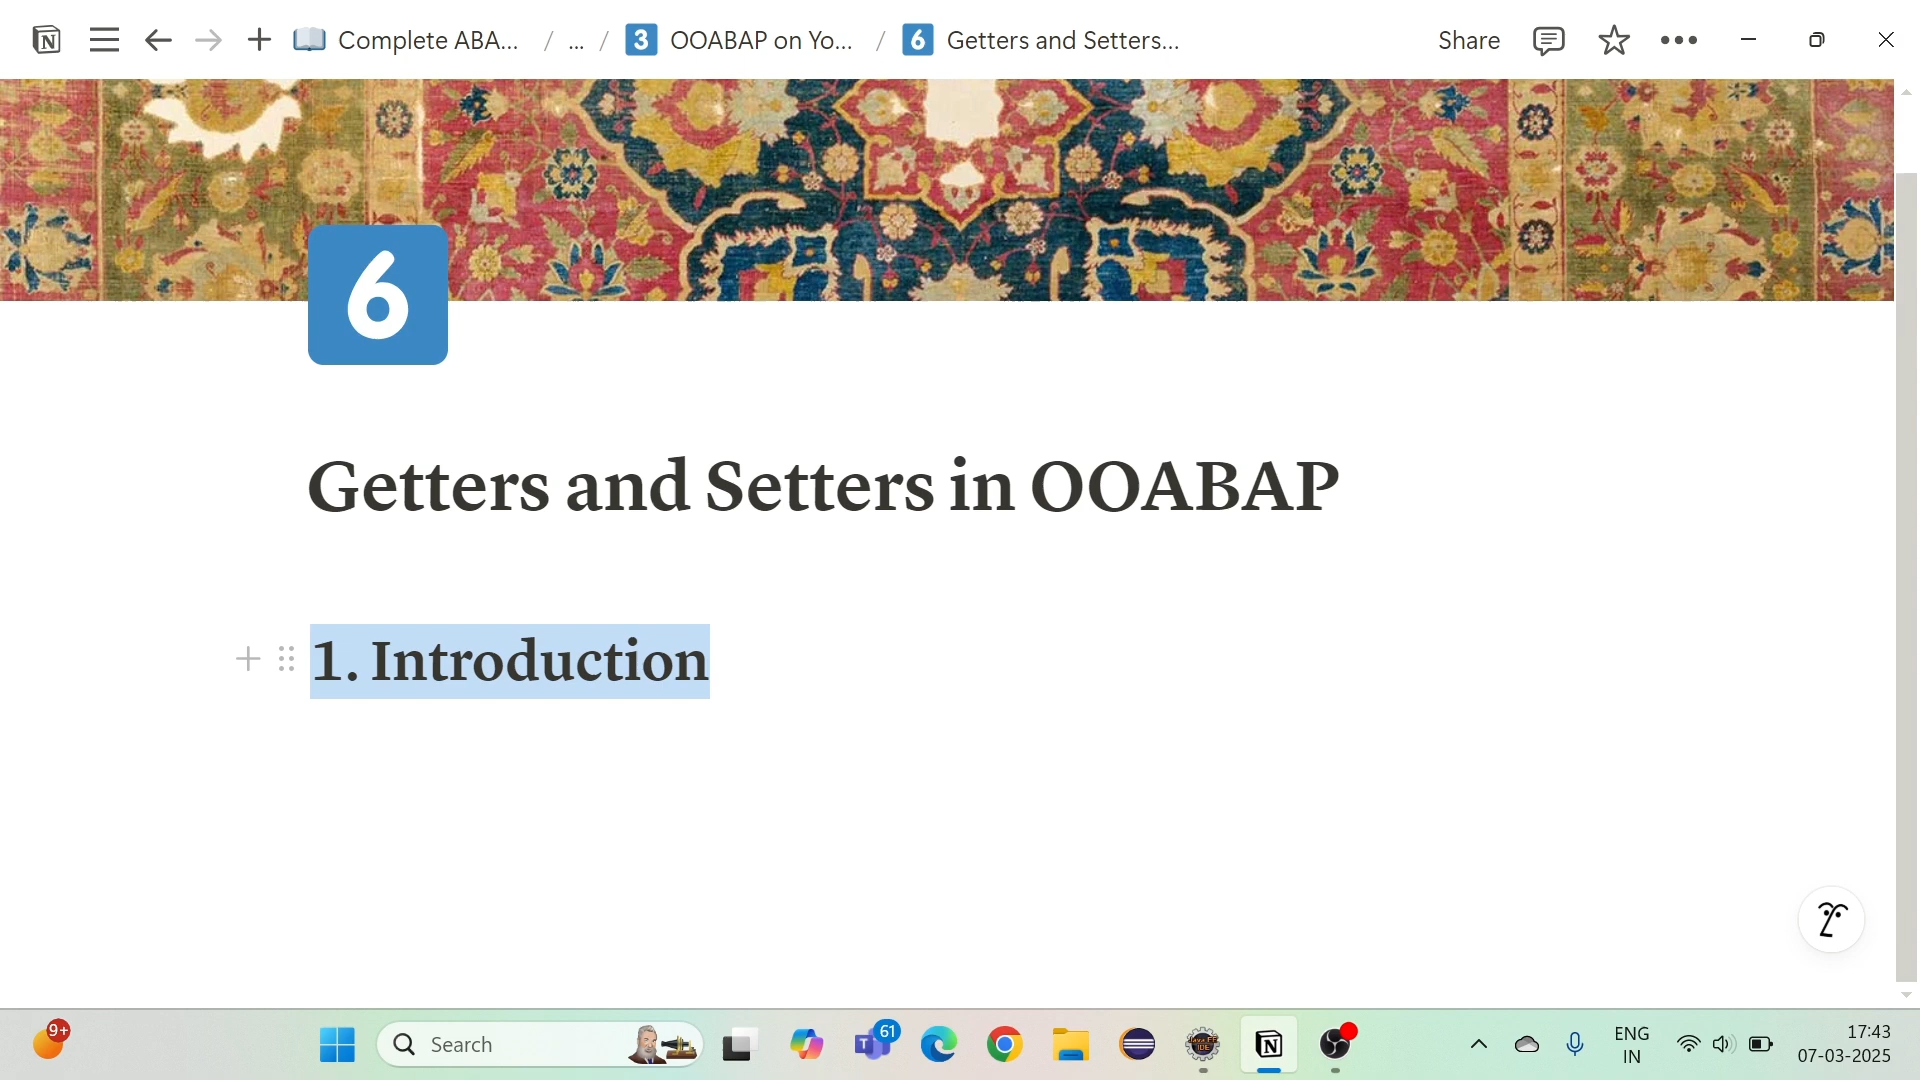 Complete ABA... / ... / 3 OOABAP on Yo... / 6 Getters and Setters... Share
6
Getters and Setters in OOABAP
1. Introduction
9+
Search
61
ENG
IN
17:43
07-03-2025